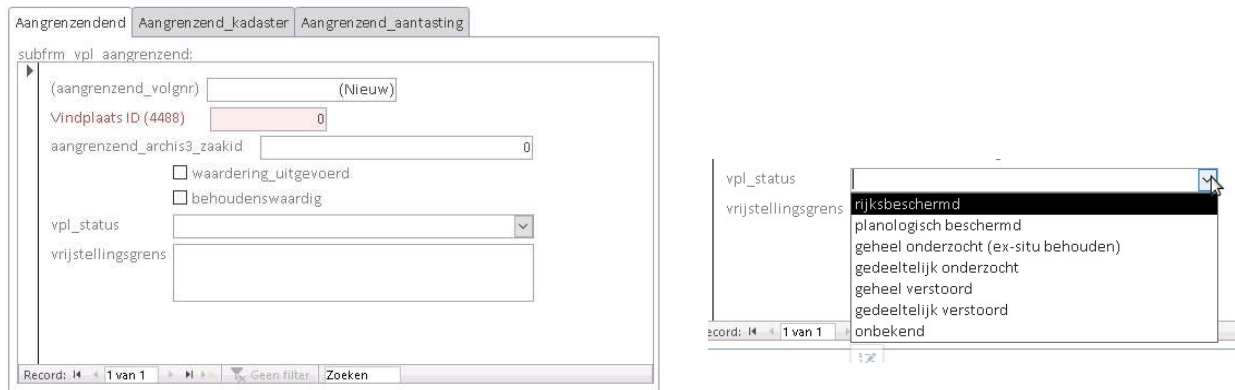 Aangrenzendend Aangrenzend_kadaster Aangrenzend_aantasting
subfrm_vpl_aangrenzend:
(aangrenzend_volgnr) (Nieuw)
Vindplaats ID (4488) 0
aangrenzend_archis3_zaakid 0
waardering_uitgevoerd
behoudenswaardig
vpl_status
vrijstellingsgrens
Record: 1 van 1 Geen filter Zoeken
vpl_status
vrijstellingsgrens
rijksbeschermd
planologisch beschermd
geheel onderzocht (ex-situ behouden)
gedeeltelijk onderzocht
geheel verstoord
gedeeltelijk verstoord
onbekend
ecord: 1 van 1